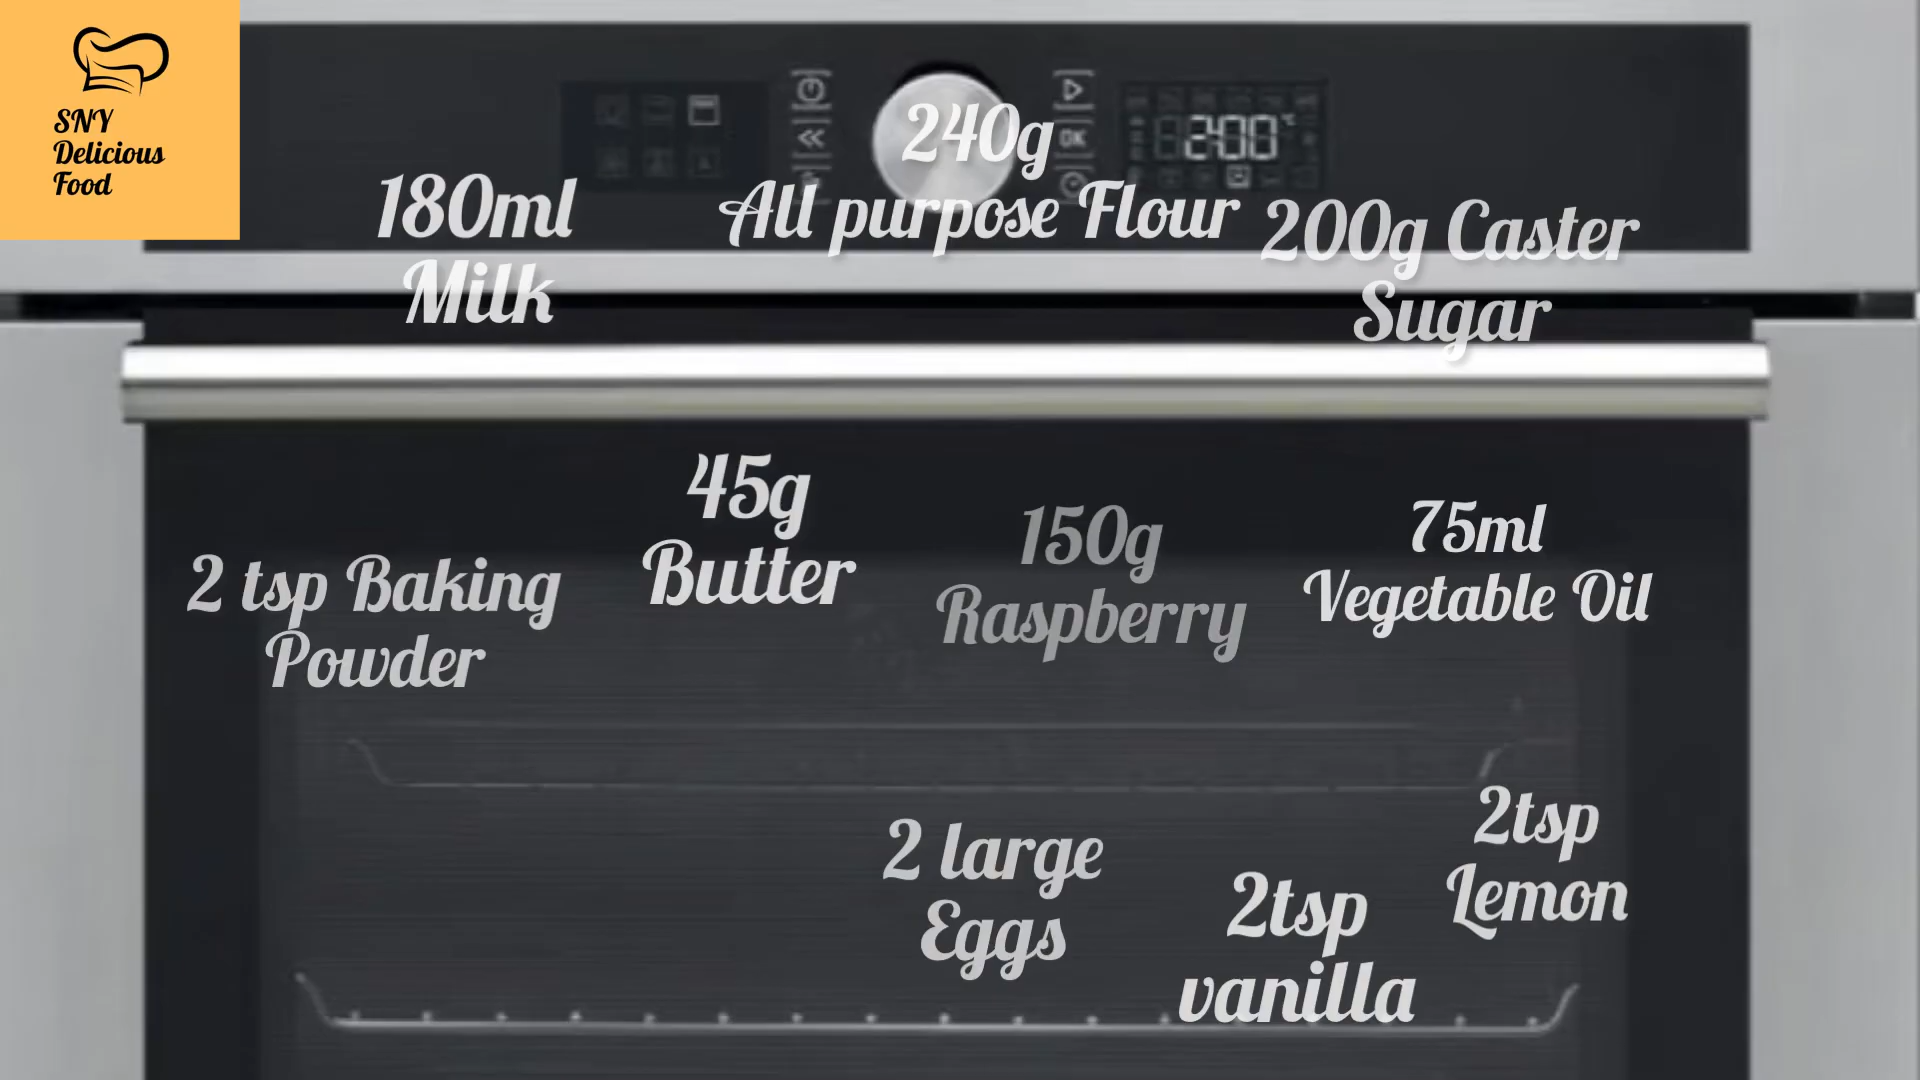 SNY
Delicious
Food
180ml
Milk
240g
All purpose Flour
200g Caster
Sugar
OK
200°C
2 tsp Baking
Powder
45g
Butter
150g
Raspberry
75ml
Vegetable Oil
2 large
Eggs
2tsp
vanilla
2tsp
Lemon